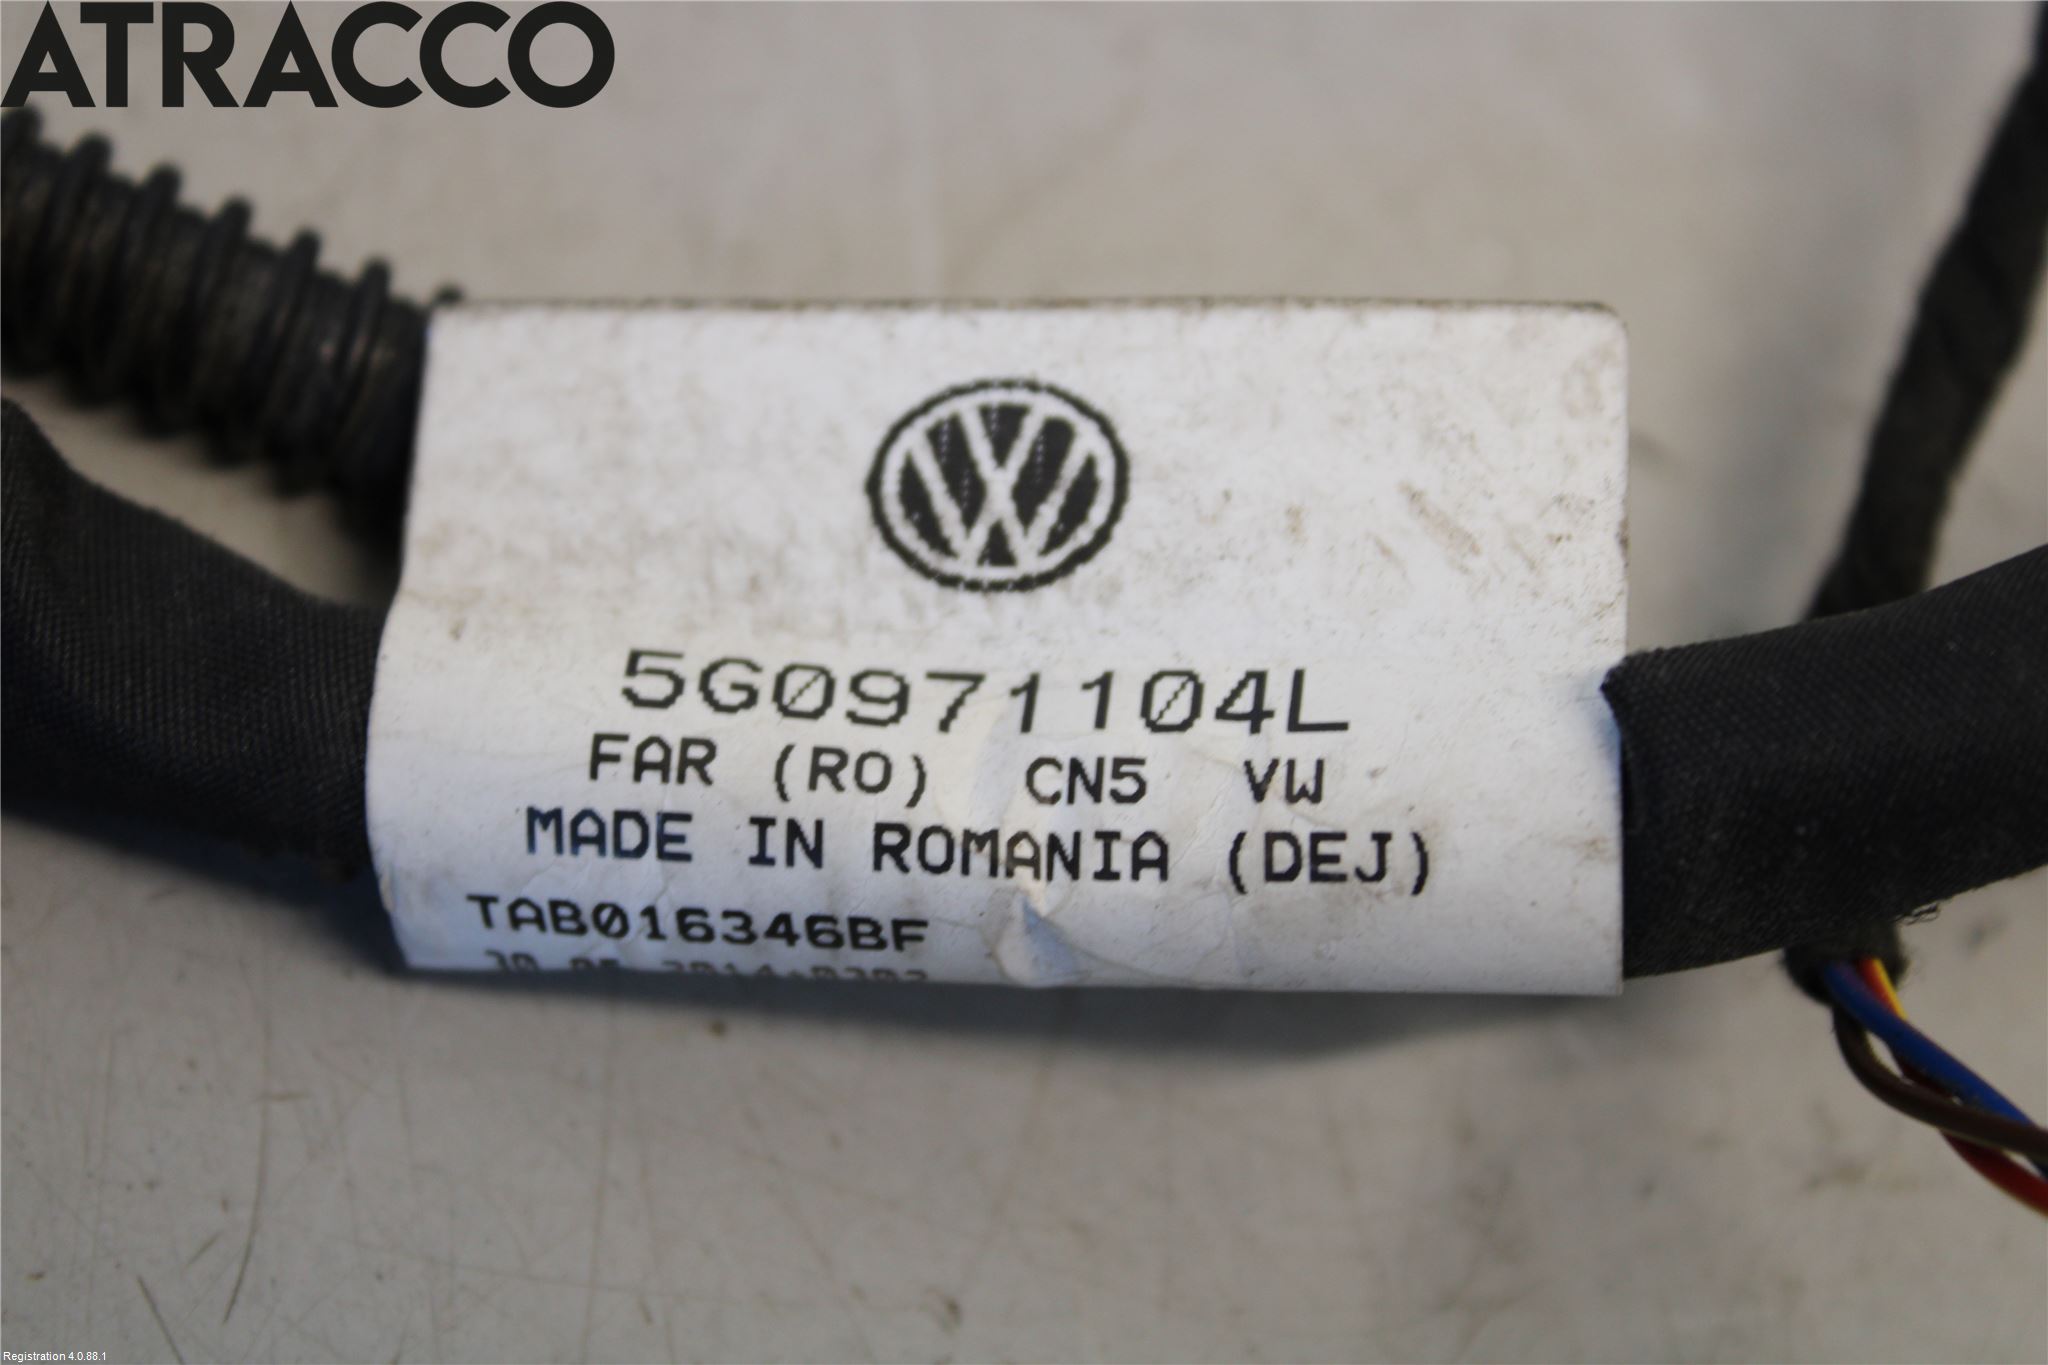 ATRACCO
5G0971104L
FAR (RO) CN5 VW
MADE IN ROMANIA (DEJ)
TAB016346BF
Registration 4.0.88.1